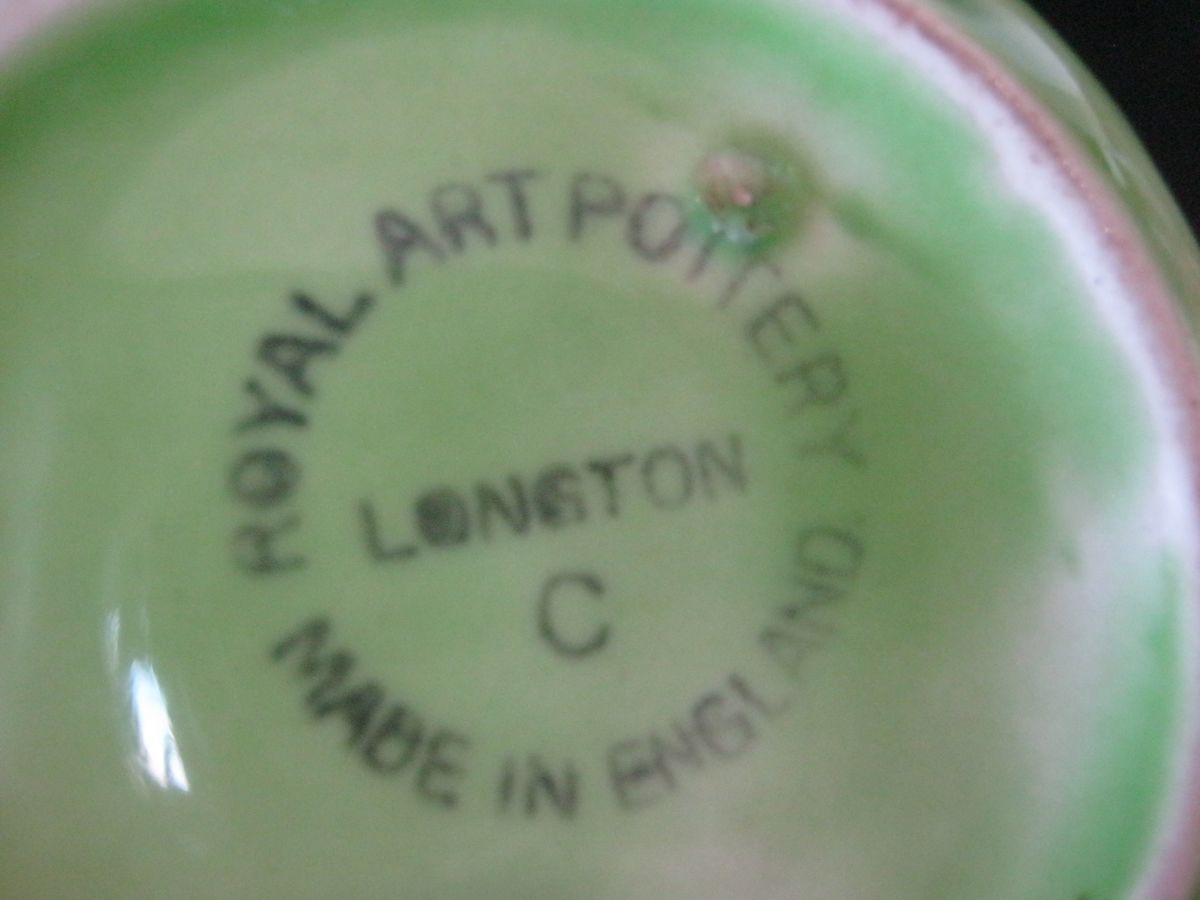 ROYAL ART POTTERY
LONGTON
C
MADE IN ENGLAND